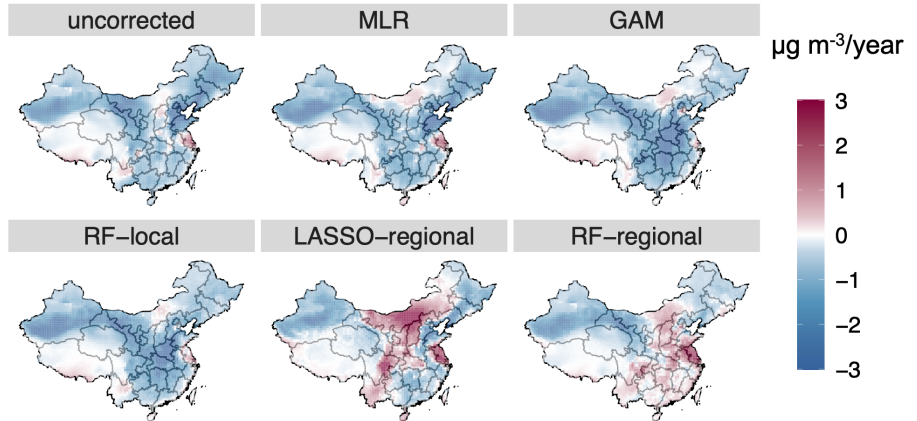 uncorrected MLR GAM
µg m-3/year
3
2
1
0
−1
−2
−3
RF−local LASSO−regional RF−regional